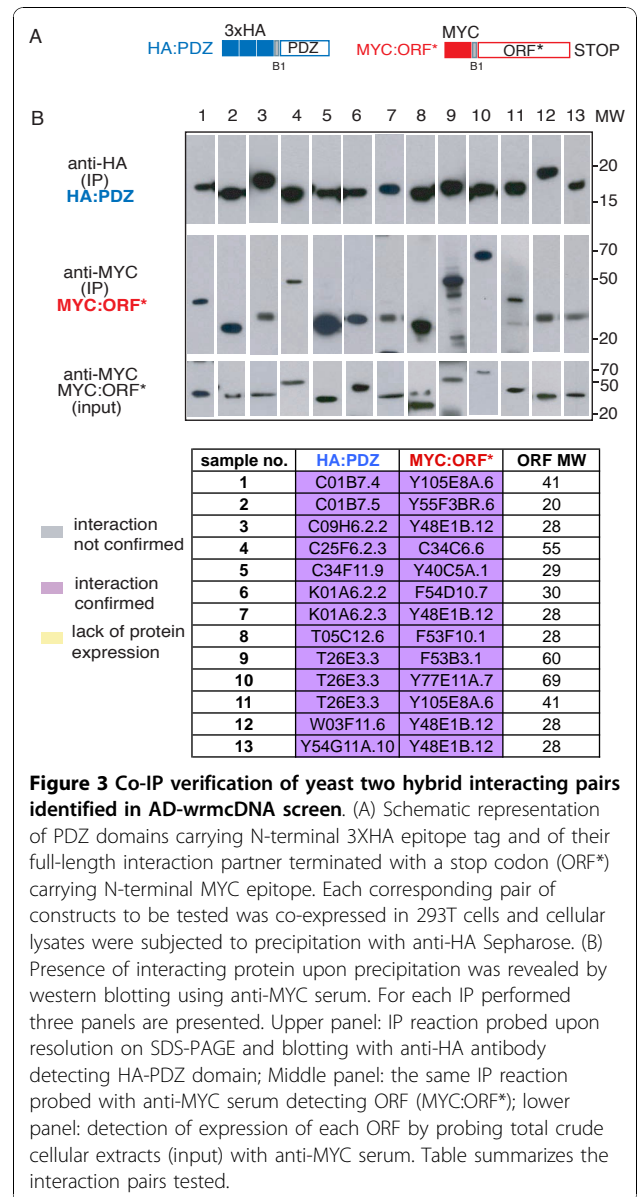 A
3xHA
HA:PDZ
PDZ
B1
MYC
MYC:ORF*
ORF*
STOP
B1
B
1 2 3 4 5 6 7 8 9 10 11 12 13 MW
anti-HA
(IP)
HA:PDZ
-20
-15
anti-MYC
(IP)
MYC:ORF*
-70
-50
-20
anti-MYC
MYC:ORF*
(input)
-70
-50
-20
interaction
not confirmed
interaction
confirmed
lack of protein
expression
sample no. HA:PDZ MYC:ORF* ORF MW
1 C01B7.4 Y105E8A.6 41
2 C01B7.5 Y55F3BR.6 20
3 C09H6.2.2 Y48E1B.12 28
4 C25F6.2.3 C34C6.6 55
5 C34F11.9 Y40C5A.1 29
6 K01A6.2.2 F54D10.7 30
7 K01A6.2.3 Y48E1B.12 28
8 T05C12.6 F53F10.1 28
9 T26E3.3 F53B3.1 60
10 T26E3.3 Y77E11A.7 69
11 T26E3.3 Y105E8A.6 41
12 W03F11.6 Y48E1B.12 28
13 Y54G11A.10 Y48E1B.12 28
Figure 3 Co-IP verification of yeast two hybrid interacting pairs
identified in AD-wrmcDNA screen. (A) Schematic representation
of PDZ domains carrying N-terminal 3XHA epitope tag and of their
full-length interaction partner terminated with a stop codon (ORF*)
carrying N-terminal MYC epitope. Each corresponding pair of
constructs to be tested was co-expressed in 293T cells and cellular
lysates were subjected to precipitation with anti-HA Sepharose. (B)
Presence of interacting protein upon precipitation was revealed by
western blotting using anti-MYC serum. For each IP performed
three panels are presented. Upper panel: IP reaction probed upon
resolution on SDS-PAGE and blotting with anti-HA antibody
detecting HA-PDZ domain; Middle panel: the same IP reaction
probed with anti-MYC serum detecting ORF (MYC:ORF*); lower
panel: detection of expression of each ORF by probing total crude
cellular extracts (input) with anti-MYC serum. Table summarizes the
interaction pairs tested.